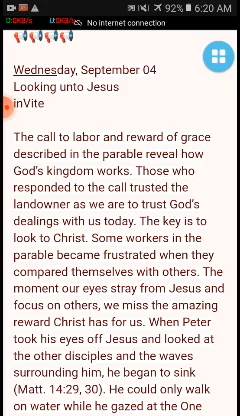 92% 6:20 AM
U:0KB/s D:0KB/s No internet connection
Wednesday, September 04
Looking unto Jesus
inVite
The call to labor and reward of grace
described in the parable reveal how
God's kingdom works. Those who
responded to the call trusted the
landowner as we are to trust God's
dealings with us today. The key is to
look to Christ. Some workers in the
parable became frustrated when they
compared themselves with others. The
moment our eyes stray from Jesus and
focus on others, we miss the amazing
reward Christ has for us. When Peter
took his eyes off Jesus and looked at
the other disciples and the waves
surrounding him, he began to sink
(Matt. 14:29, 30). He could only walk
on water while he gazed at the One